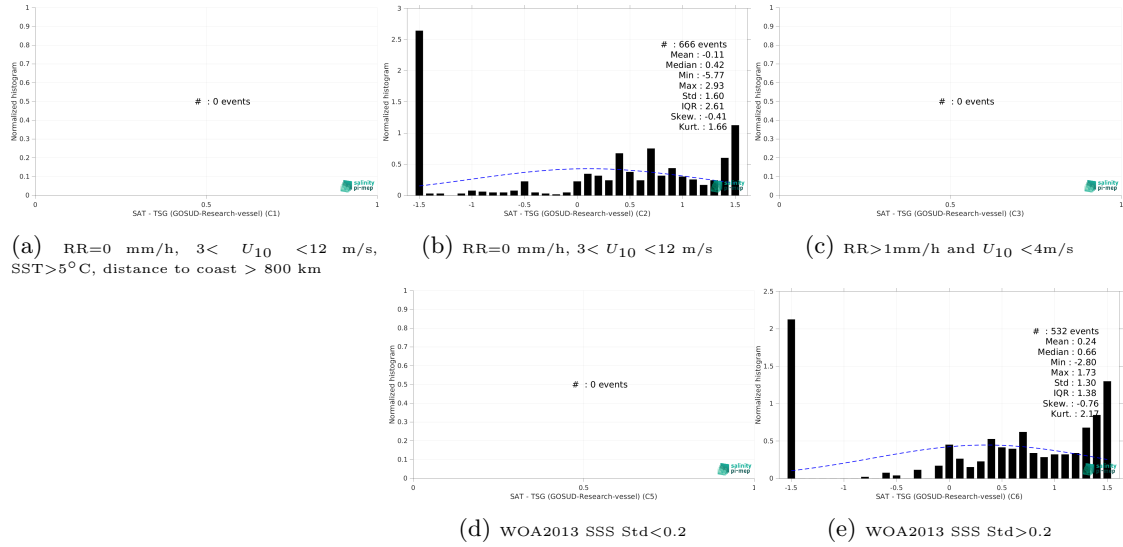 1
0.9
0.8
0.7
0.6
0.5
0.4
0.3
0.2
0.1
0
Normalized histogram
# : 0 events
0 0.5 1
SAT - TSG (GOSUD-Research-vessel) (C1)
salinity
pi-mep
(a) RR=0 mm/h, 3< U10 <12 m/s,
SST>5°C, distance to coast > 800 km
3
2.5
2
1.5
1
0.5
0
Normalized histogram
# : 666 events
Mean : -0.11
Median : 0.42
Min : -5.77
Max : 2.93
Std : 1.60
IQR : 2.61
Skew. : -0.41
Kurt. : 1.66
-1.5 -1 -0.5 0 0.5 1 1.5
SAT - TSG (GOSUD-Research-vessel) (C2)
salinity
pi-mep
(b) RR=0 mm/h, 3< U10 <12 m/s
1
0.9
0.8
0.7
0.6
0.5
0.4
0.3
0.2
0.1
0
Normalized histogram
# : 0 events
0 0.5 1
SAT - TSG (GOSUD-Research-vessel) (C3)
salinity
pi-mep
(c) RR>1mm/h and U10 <4m/s
1
0.9
0.8
0.7
0.6
0.5
0.4
0.3
0.2
0.1
0
Normalized histogram
# : 0 events
0 0.5 1
SAT - TSG (GOSUD-Research-vessel) (C5)
salinity
pi-mep
(d) WOA2013 SSS Std<0.2
2.5
2
1.5
1
0.5
0
Normalized histogram
# : 532 events
Mean : 0.24
Median : 0.66
Min : -2.80
Max : 1.73
Std : 1.30
IQR : 1.38
Skew. : -0.76
Kurt. : 2.17
-1.5 -1 -0.5 0 0.5 1 1.5
SAT - TSG (GOSUD-Research-vessel) (C6)
salinity
pi-mep
(e) WOA2013 SSS Std>0.2